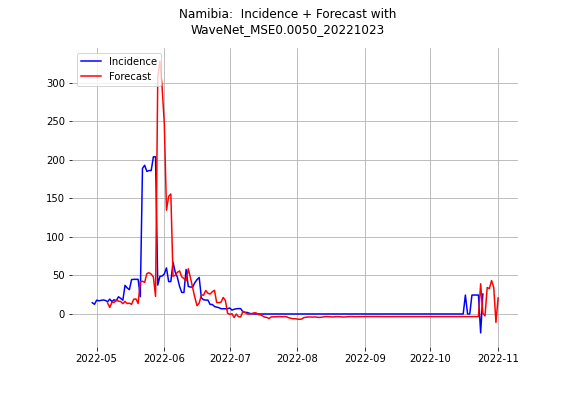 Namibia:  Incidence + Forecast with
WaveNet_MSE0.0050_20221023
Incidence
Forecast
300
250
200
150
100
50
0
2022-05 2022-06 2022-07 2022-08 2022-09 2022-10 2022-11